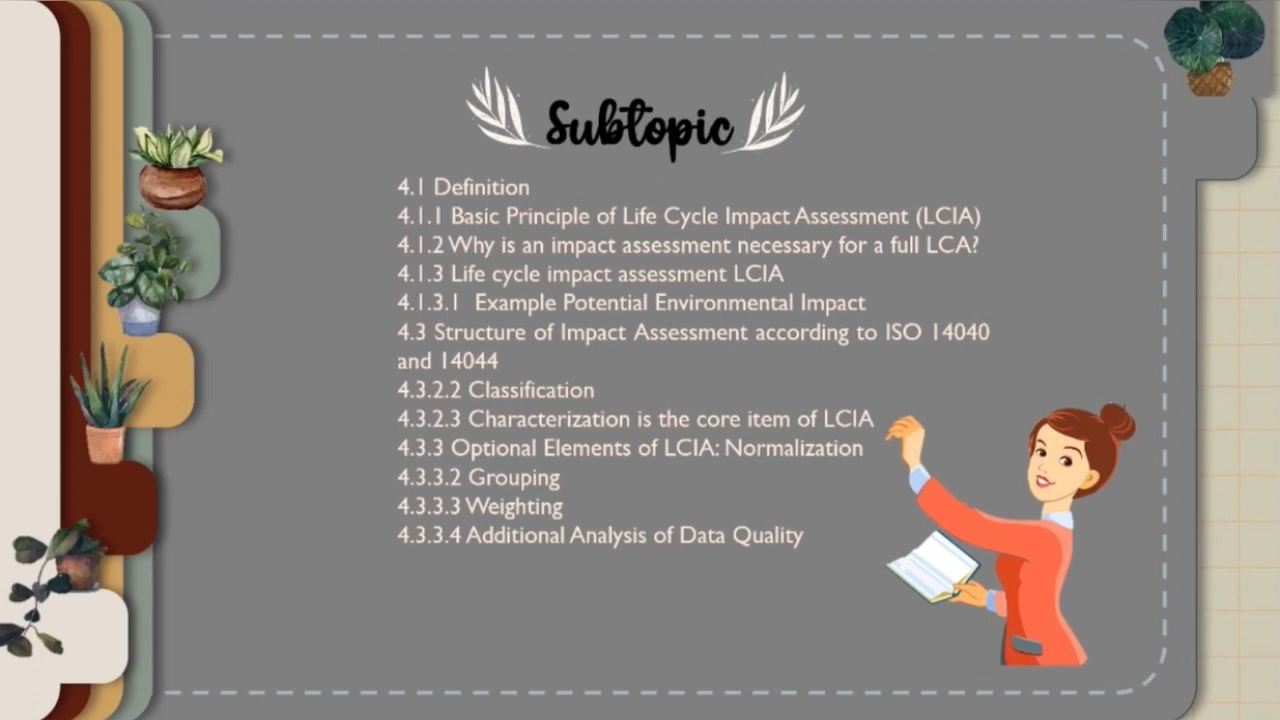 Subtopic
4.1 Definition
4.1.1 Basic Principle of Life Cycle Impact Assessment (LCIA)
4.1.2 Why is an impact assessment necessary for a full LCA?
4.1.3 Life cycle impact assessment LCIA
4.1.3.1 Example Potential Environmental Impact
4.3 Structure of Impact Assessment according to ISO 14040
and 14044
4.3.2.2 Classification
4.3.2.3 Characterization is the core item of LCIA
4.3.3 Optional Elements of LCIA: Normalization
4.3.3.2 Grouping
4.3.3.3 Weighting
4.3.3.4 Additional Analysis of Data Quality